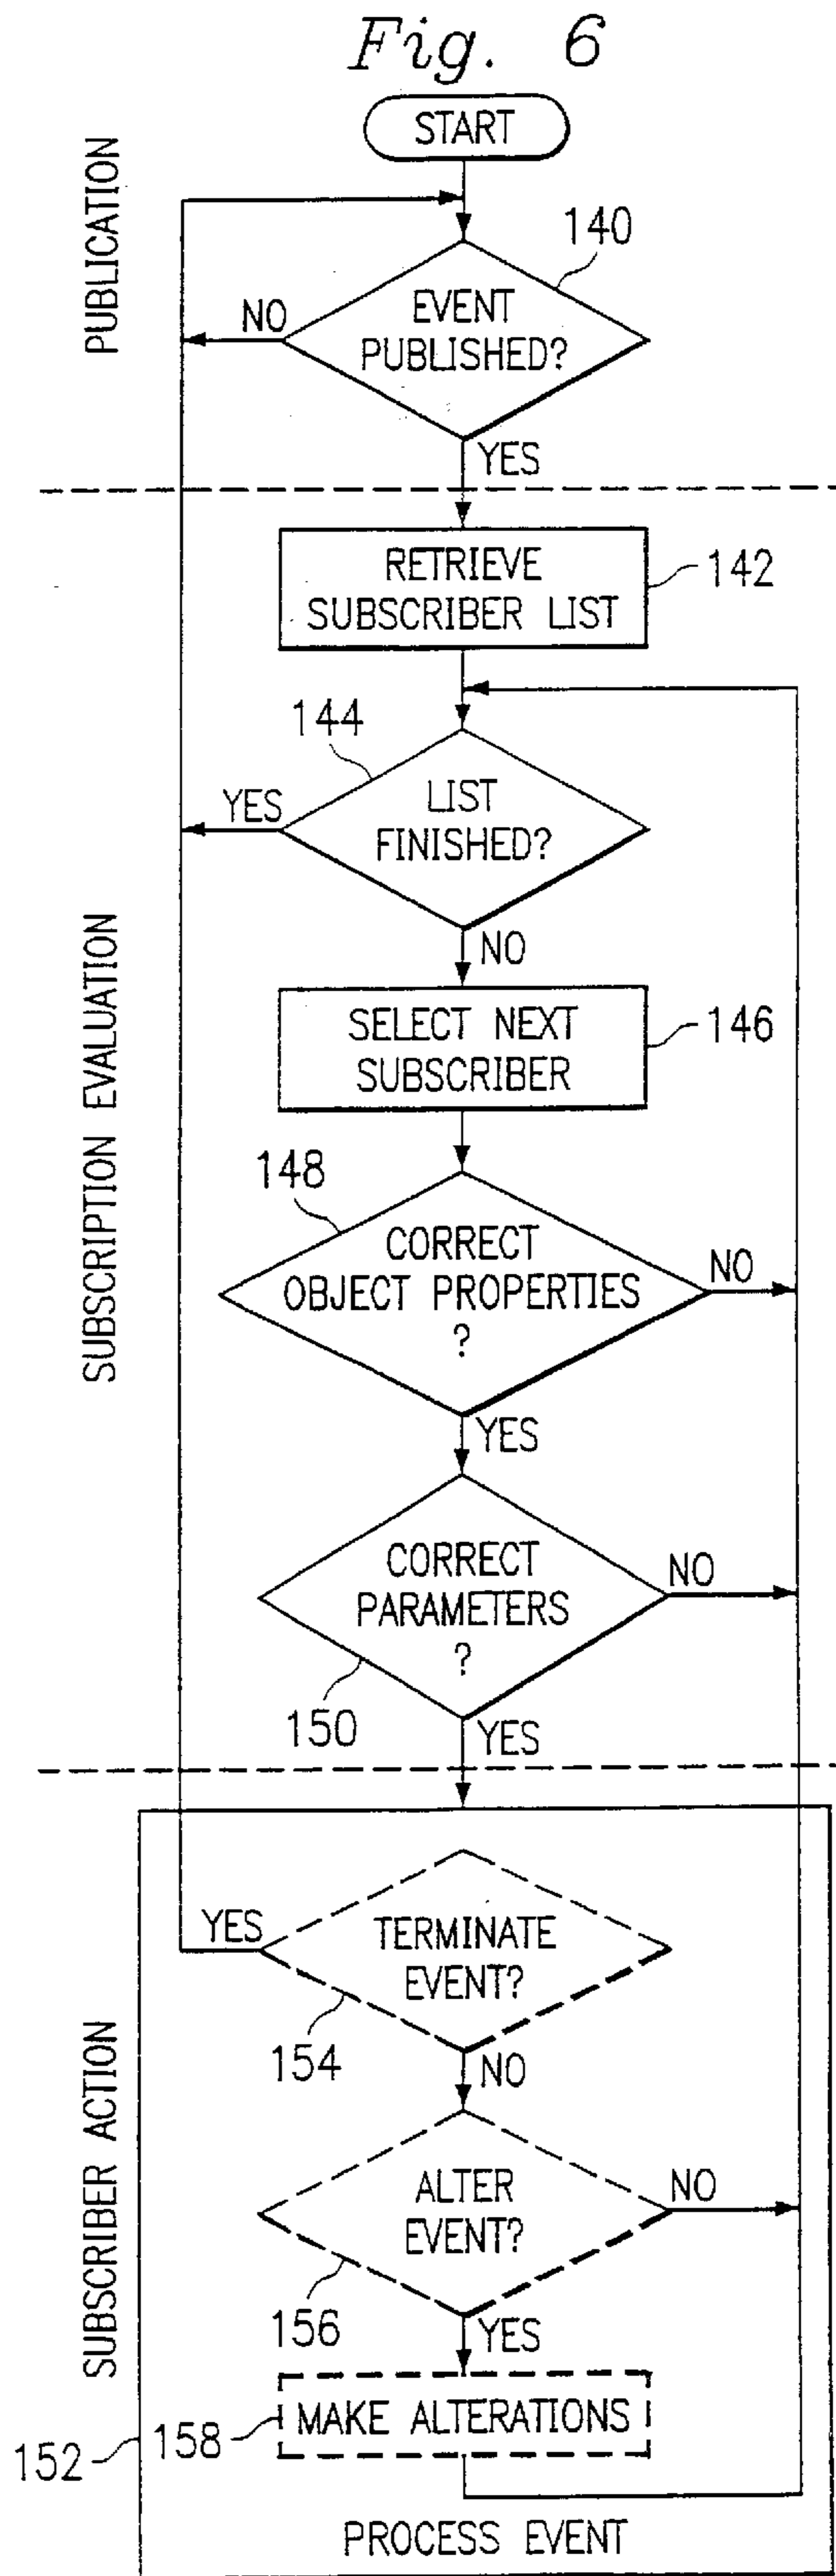 Fig. 6
START
PUBLICATION
140
EVENT
PUBLISHED?
NO
YES
RETRIEVE
SUBSCRIBER LIST
142
144
LIST
FINISHED?
YES
NO
SUBSCRIPTION EVALUATION
SELECT NEXT
SUBSCRIBER
146
148
CORRECT
OBJECT PROPERTIES
?
NO
YES
CORRECT
PARAMETERS
?
NO
150
YES
SUBSCRIBER ACTION
YES
TERMINATE
EVENT?
154
NO
ALTER
EVENT?
NO
156
YES
158
MAKE ALTERATIONS
152
PROCESS EVENT